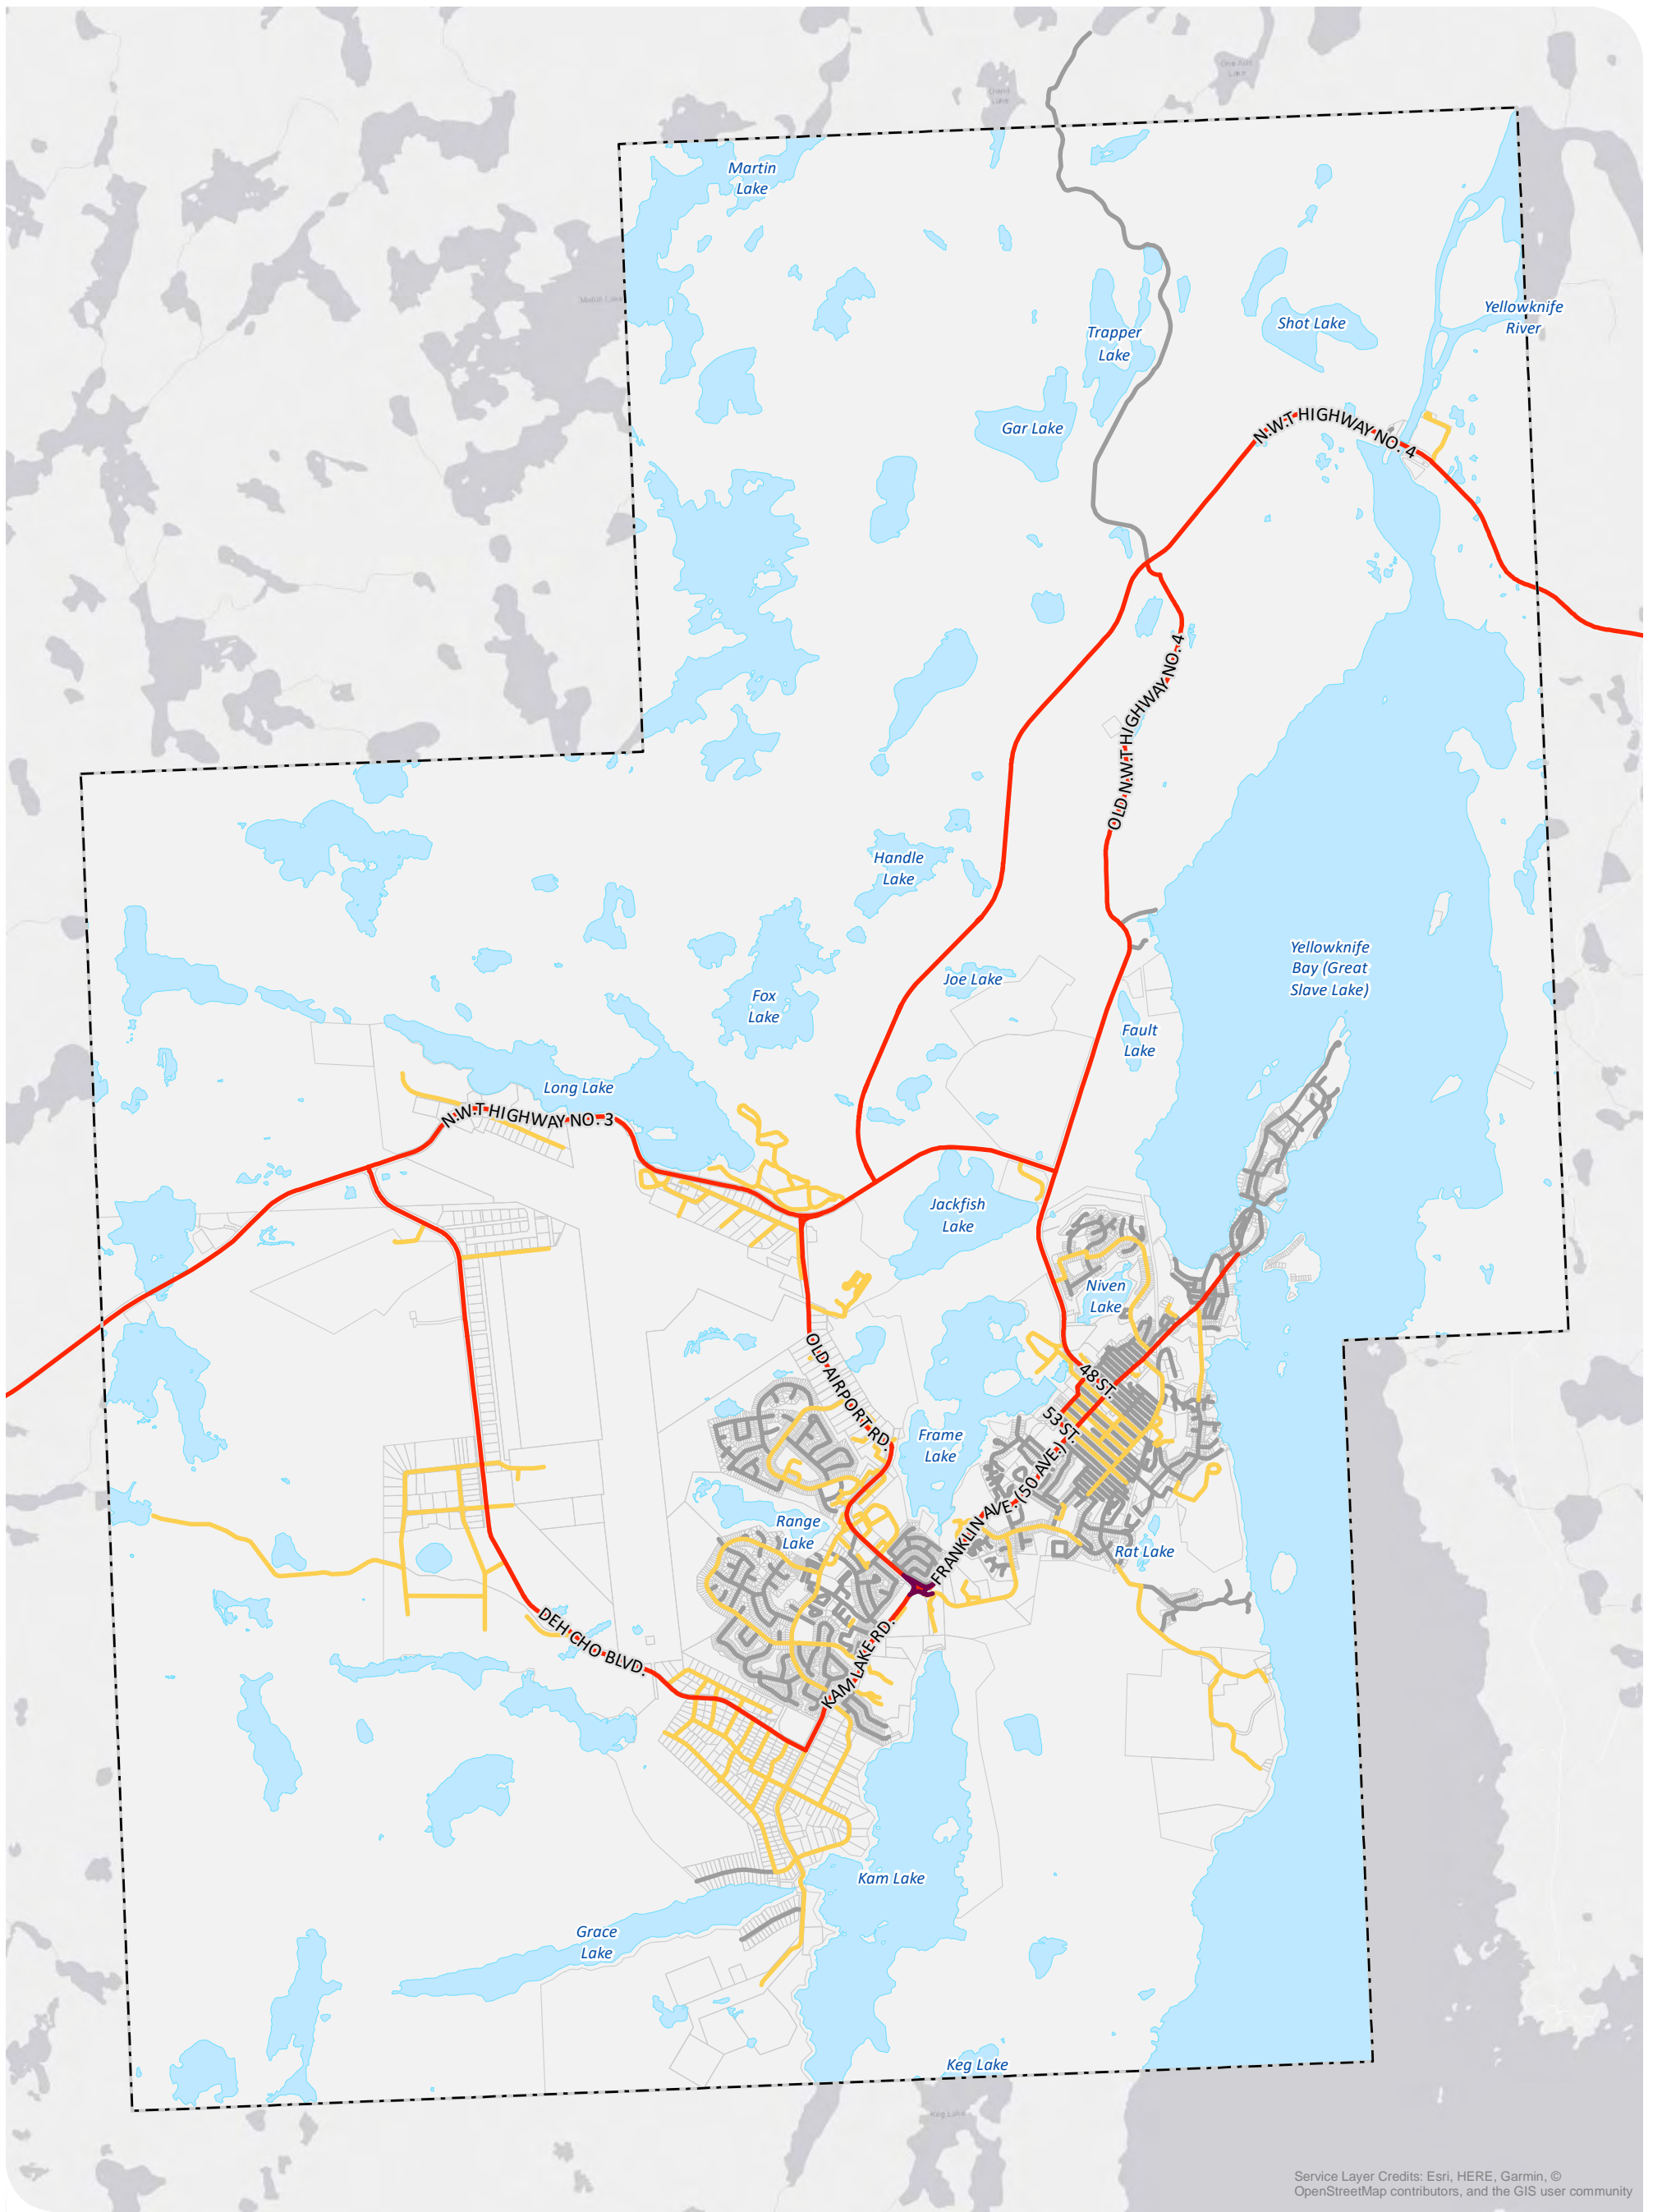 Martin
Lake
Yellowknife
River
Shot Lake
Trapper
Lake
Gar Lake
N.W.T HIGHWAY NO. 4
OLD N.W.T HIGHWAY NO. 4
Handle
Lake
Yellowknife
Bay (Great
Slave Lake)
Joe Lake
Fox
Lake
Fault
Lake
Long Lake
N.W.T HIGHWAY NO. 3
Jackfish
Lake
Niven
Lake
OLD AIRPORT RD.
48 ST.
53 ST.
Frame
Lake
FRANKLIN AVE. (50 AVE.)
Range
Lake
Rat Lake
DEH CHO BLVD.
KAM LAKE RD.
Kam Lake
Grace
Lake
Keg Lake
Keg Lake
Service Layer Credits: Esri, HERE, Garmin, ©
OpenStreetMap contributors, and the GIS user community